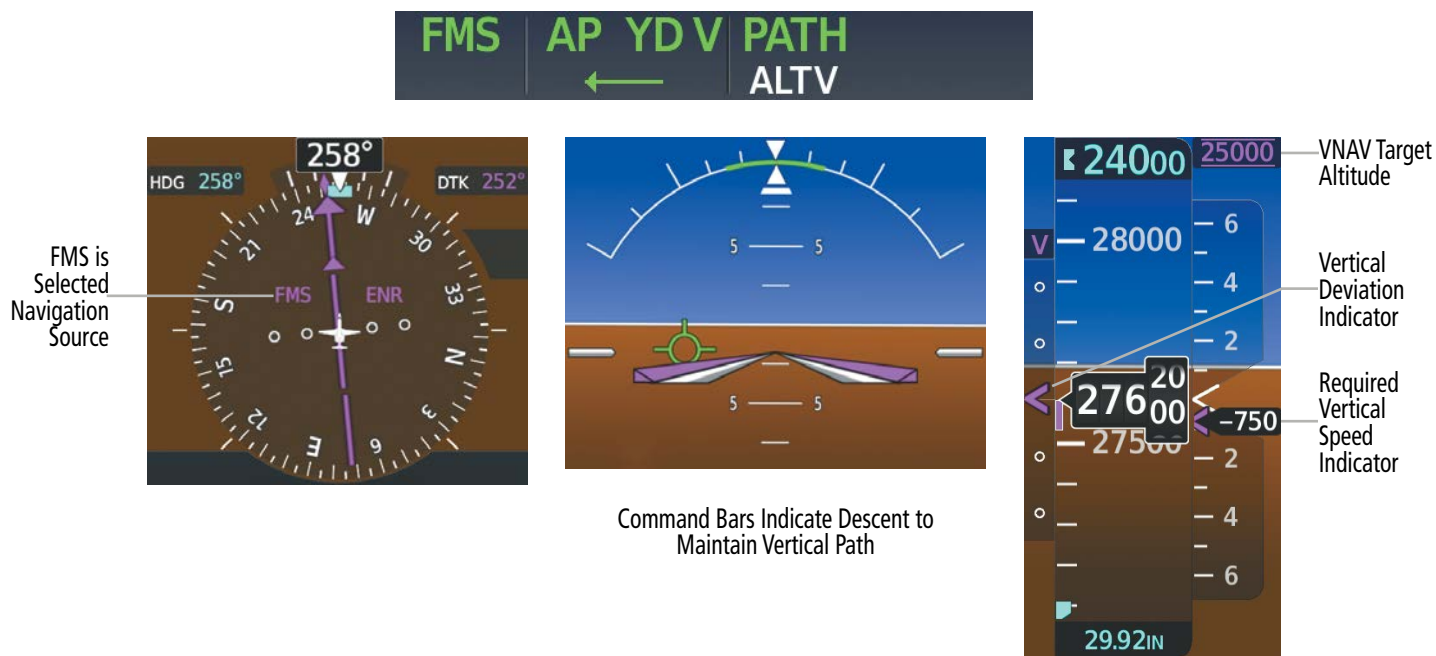 FMS AP YD V PATH
← ALTV
258°
HDG 258°
DTK 252°
24 W 30 33 N 3 6 E 12 15 S 21
FMS ENR
FMS is
Selected
Navigation
Source
5 5
5 5
Command Bars Indicate Descent to
Maintain Vertical Path
24000
25000
V
28000
276
20
00
27500
6
4
2
-750
2
4
6
29.92IN
VNAV Target
Altitude
Vertical
Deviation
Indicator
Required
Vertical
Speed
Indicator